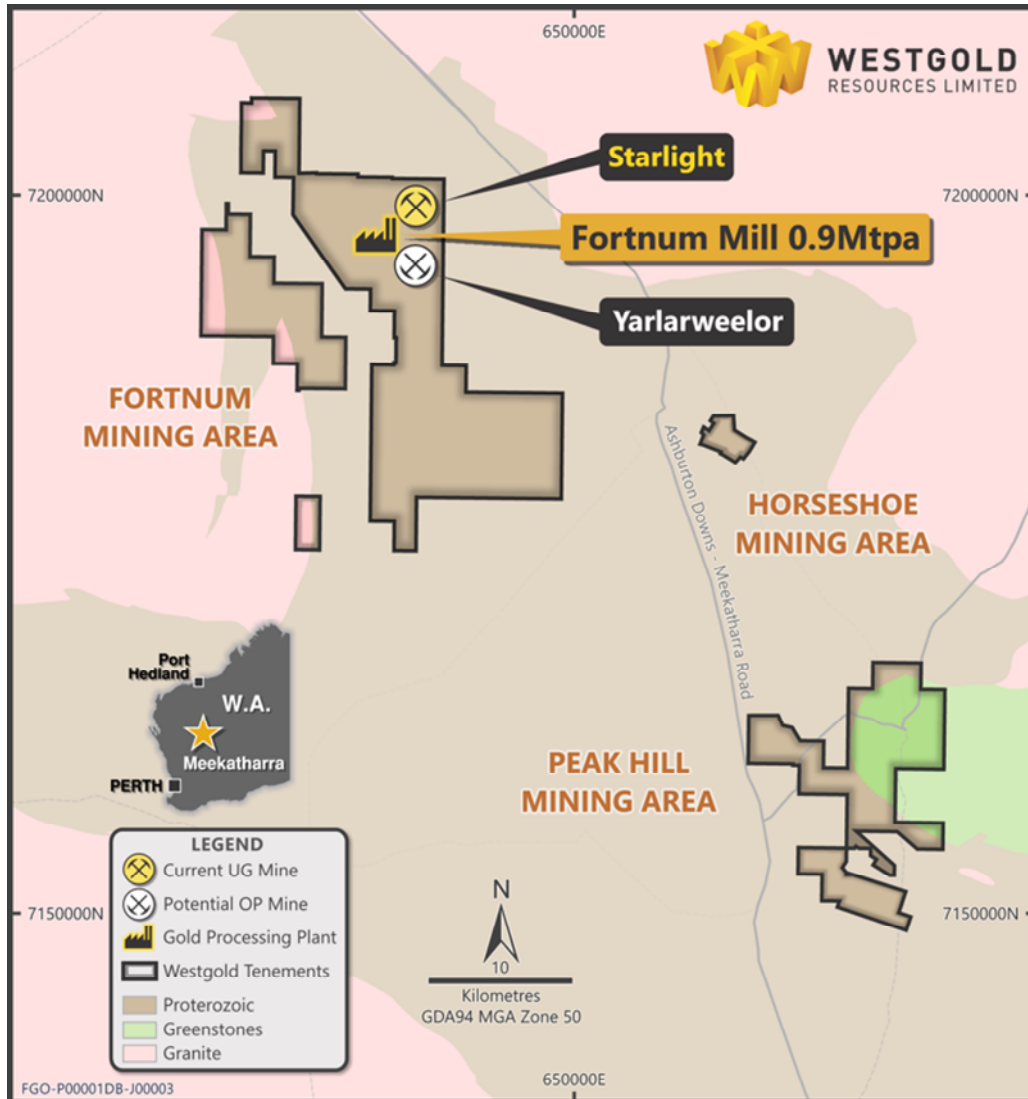 650000E
WESTGOLD
RESOURCES LIMITED
Starlight
7200000N
7200000N
Fortnum Mill 0.9Mtpa
Yarlarweelor
FORTNUM
MINING AREA
Ashburton Downs - Meekatharra Road
HORSESHOE
MINING AREA
Port
Hedland
W.A.
Meekatharra
PERTH
PEAK HILL
MINING AREA
LEGEND
Current UG Mine
Potential OP Mine
Gold Processing Plant
Westgold Tenements
Proterozoic
Greenstones
Granite
N
10
Kilometres
GDA94 MGA Zone 50
7150000N
7150000N
FGO-P00001DB-J00003
650000E